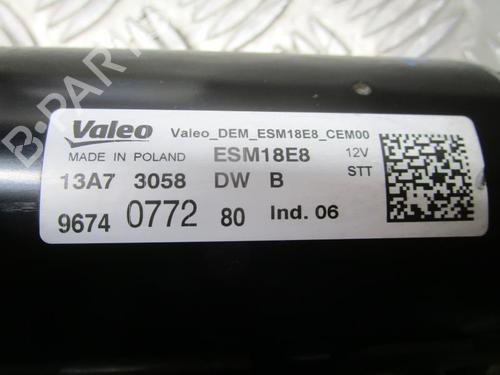 Valeo Valeo_DEM_ESM18E8_CEM00
MADE IN POLAND ESM18E8 12V
13A7 3058 DW B STT
9674 0772 80 Ind. 06
B-PARTS